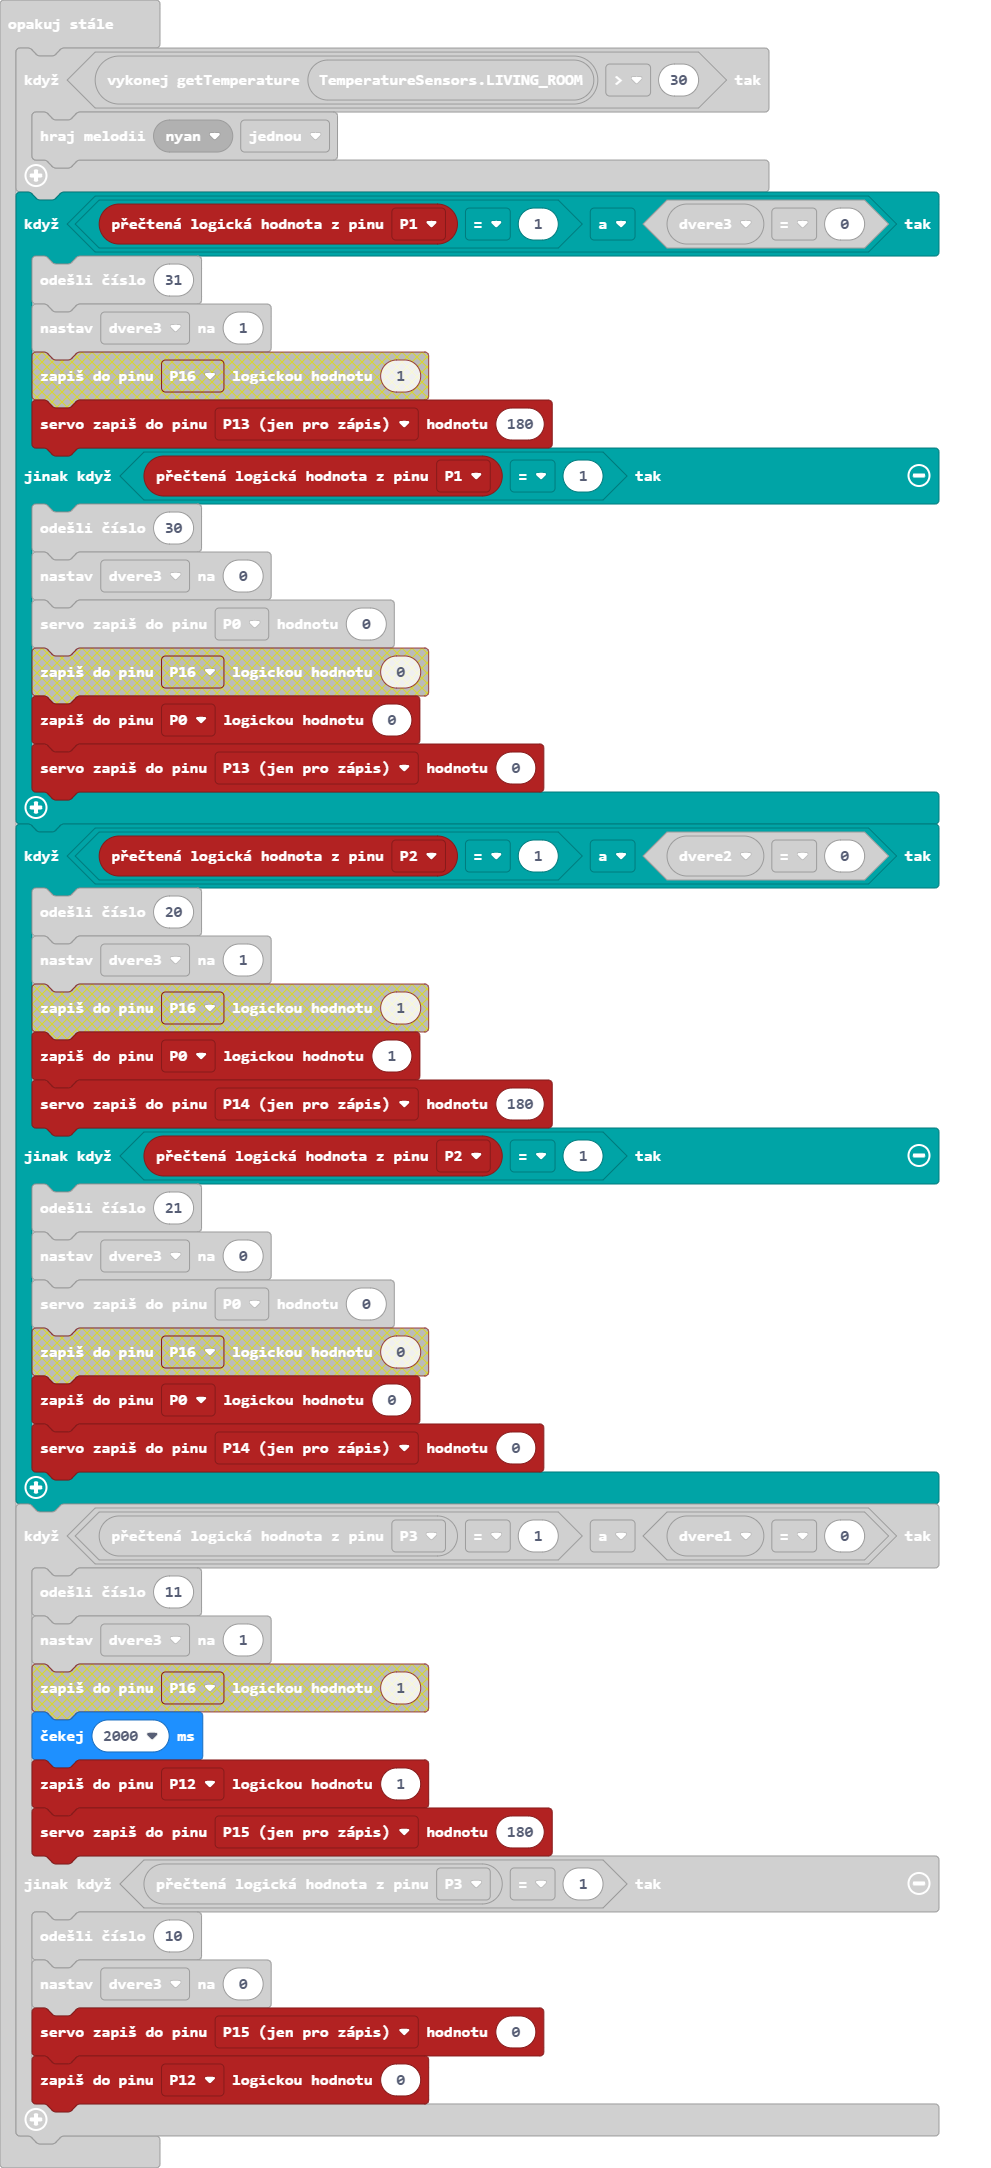 opakuj stále
když vykonej getTemperature TemperatureSensors.LIVING_ROOM > 30 tak
hraj melodii nyan jednou
když přečtená logická hodnota z pinu P1 = 1 a dvere3 = 0 tak
odešli číslo 31
nastav dvere3 na 1
zapiš do pinu P16 logickou hodnotu 1
servo zapiš do pinu P13 (jen pro zápis) hodnotu 180
jinak když přečtená logická hodnota z pinu P1 = 1 tak
odešli číslo 30
nastav dvere3 na 0
servo zapiš do pinu P0 hodnotu 0
zapiš do pinu P16 logickou hodnotu 0
zapiš do pinu P0 logickou hodnotu 0
servo zapiš do pinu P13 (jen pro zápis) hodnotu 0
když přečtená logická hodnota z pinu P2 = 1 a dvere2 = 0 tak
odešli číslo 20
nastav dvere3 na 1
zapiš do pinu P16 logickou hodnotu 1
zapiš do pinu P0 logickou hodnotu 1
servo zapiš do pinu P14 (jen pro zápis) hodnotu 180
jinak když přečtená logická hodnota z pinu P2 = 1 tak
odešli číslo 21
nastav dvere3 na 0
servo zapiš do pinu P0 hodnotu 0
zapiš do pinu P16 logickou hodnotu 0
zapiš do pinu P0 logickou hodnotu 0
servo zapiš do pinu P14 (jen pro zápis) hodnotu 0
když přečtená logická hodnota z pinu P3 = 1 a dvere1 = 0 tak
odešli číslo 11
nastav dvere3 na 1
zapiš do pinu P16 logickou hodnotu 1
čekej 2000 ms
zapiš do pinu P12 logickou hodnotu 1
servo zapiš do pinu P15 (jen pro zápis) hodnotu 180
jinak když přečtená logická hodnota z pinu P3 = 1 tak
odešli číslo 10
nastav dvere3 na 0
servo zapiš do pinu P15 (jen pro zápis) hodnotu 0
zapiš do pinu P12 logickou hodnotu 0